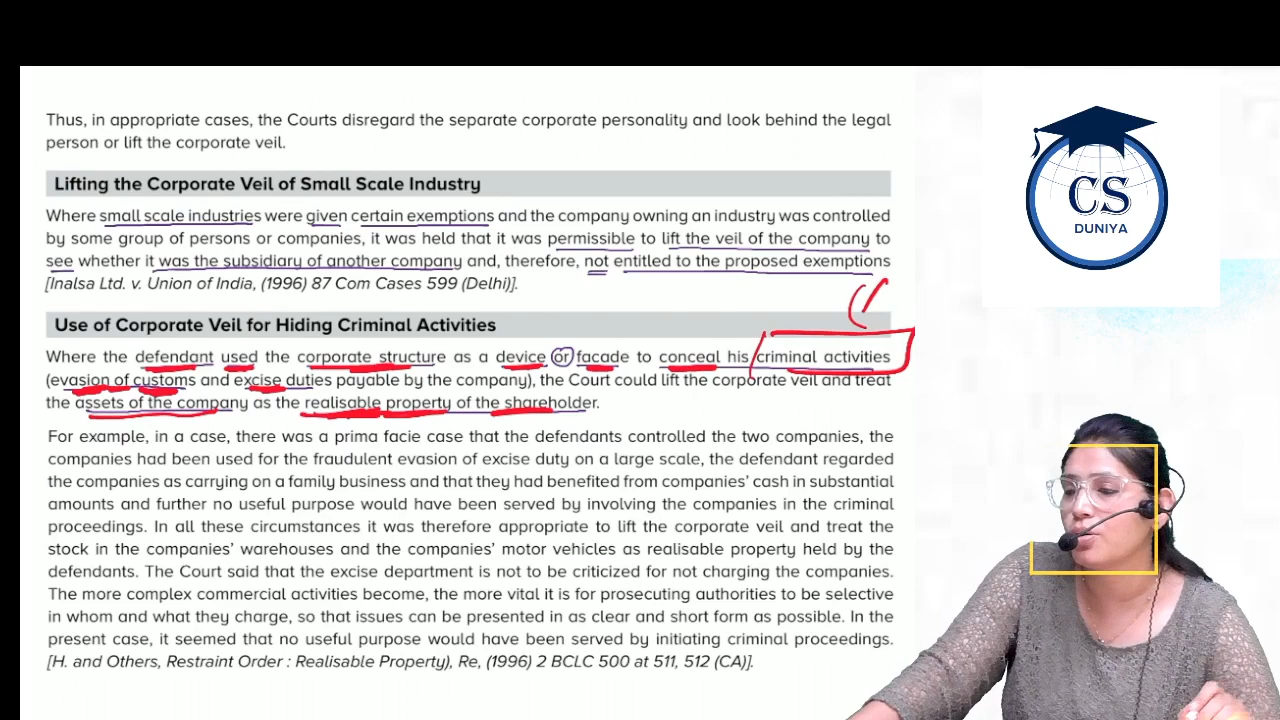 Thus, in appropriate cases, the Courts disregard the separate corporate personality and look behind the legal
person or lift the corporate veil.
Lifting the Corporate Veil of Small Scale Industry
Where small scale industries were given certain exemptions and the company owning an industry was controlled
by some group of persons or companies, it was held that it was permissible to lift the veil of the company to
see whether it was the subsidiary of another company and, therefore, not entitled to the proposed exemptions
[Inalsa Ltd. v. Union of India, (1996) 87 Com Cases 599 (Delhi)].
Use of Corporate Veil for Hiding Criminal Activities
Where the defendant used the corporate structure as a device or facade to conceal his criminal activities
(evasion of customs and excise duties payable by the company), the Court could lift the corporate veil and treat
the assets of the company as the realisable property of the shareholder.
For example, in a case, there was a prima facie case that the defendants controlled the two companies, the
companies had been used for the fraudulent evasion of excise duty on a large scale, the defendant regarded
the companies as carrying on a family business and that they had benefited from companies' cash in substantial
amounts and further no useful purpose would have been served by involving the companies in the criminal
proceedings. In all these circumstances it was therefore appropriate to lift the corporate veil and treat the
stock in the companies' warehouses and the companies' motor vehicles as realisable property held by the
defendants. The Court said that the excise department is not to be criticized for not charging the companies.
The more complex commercial activities become, the more vital it is for prosecuting authorities to be selective
in whom and what they charge, so that issues can be presented in as clear and short form as possible. In the
present case, it seemed that no useful purpose would have been served by initiating criminal proceedings.
[H. and Others, Restraint Order : Realisable Property), Re, (1996) 2 BCLC 500 at 511, 512 (CA)].
CS
DUNIYA